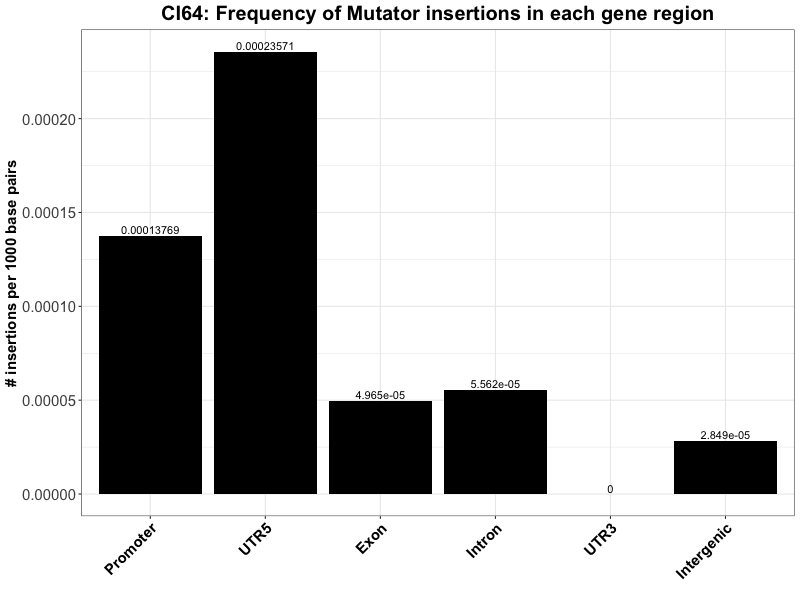 CI64: Frequency of Mutator insertions in each gene region
# insertions per 1000 base pairs
0.00020
0.00015
0.00010
0.00005
0.00000
0.00013769
0.00023571
4.965e-05
5.562e-05
0
2.849e-05
Promoter
UTR5
Exon
Intron
UTR3
Intergenic